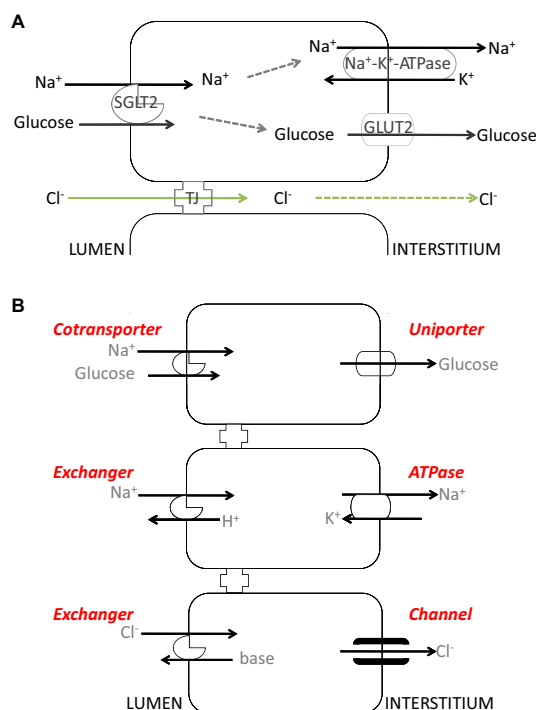 A
Na⁺ Na⁺
Na⁺ Na⁺ Na⁺-K⁺-ATPase
SGLT2 K⁺
Glucose Glucose GLUT2 Glucose
Cl⁻ TJ Cl⁻ Cl⁻
LUMEN INTERSTITIUM
B
Cotransporter Uniporter
Na⁺
Glucose Glucose
Exchanger ATPase
Na⁺ Na⁺
H⁺ K⁺
Exchanger Channel
Cl⁻ Cl⁻
base
LUMEN INTERSTITIUM